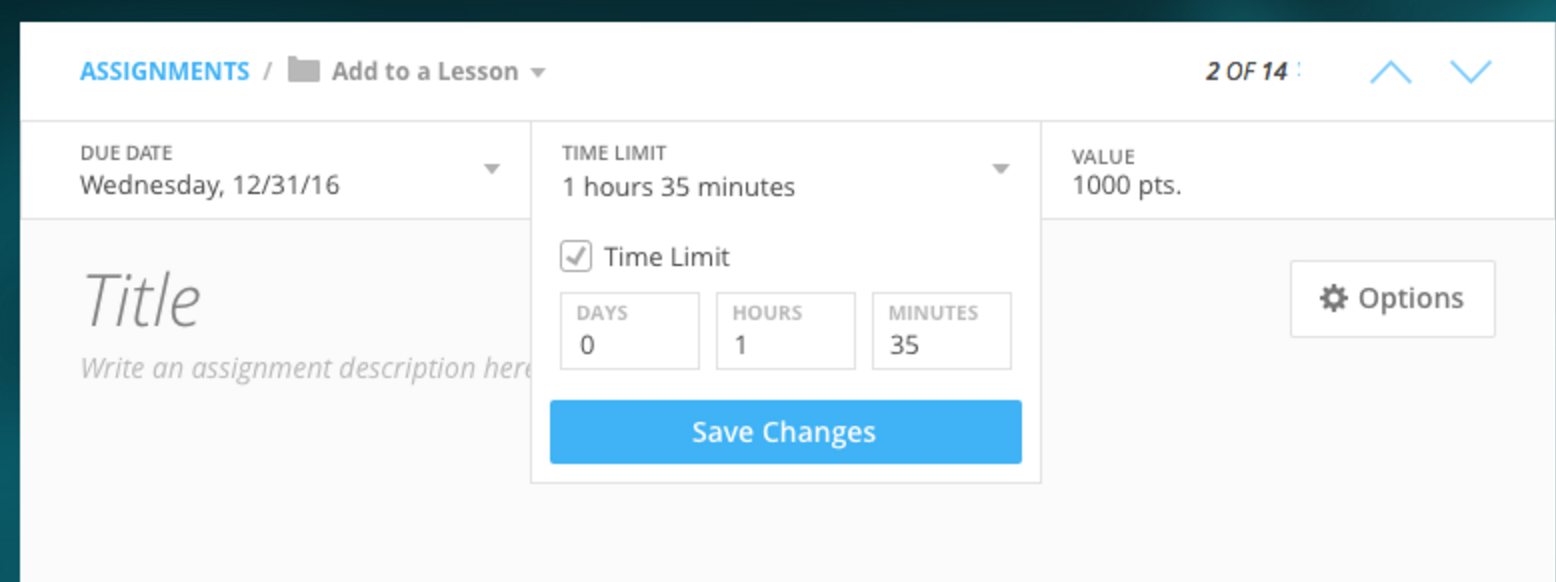 ASSIGNMENTS / Add to a Lesson
2 OF 14
DUE DATE
Wednesday, 12/31/16
TIME LIMIT
1 hours 35 minutes
VALUE
1000 pts.
Title
Write an assignment description here
Time Limit
DAYS
0
HOURS
1
MINUTES
35
Save Changes
Options